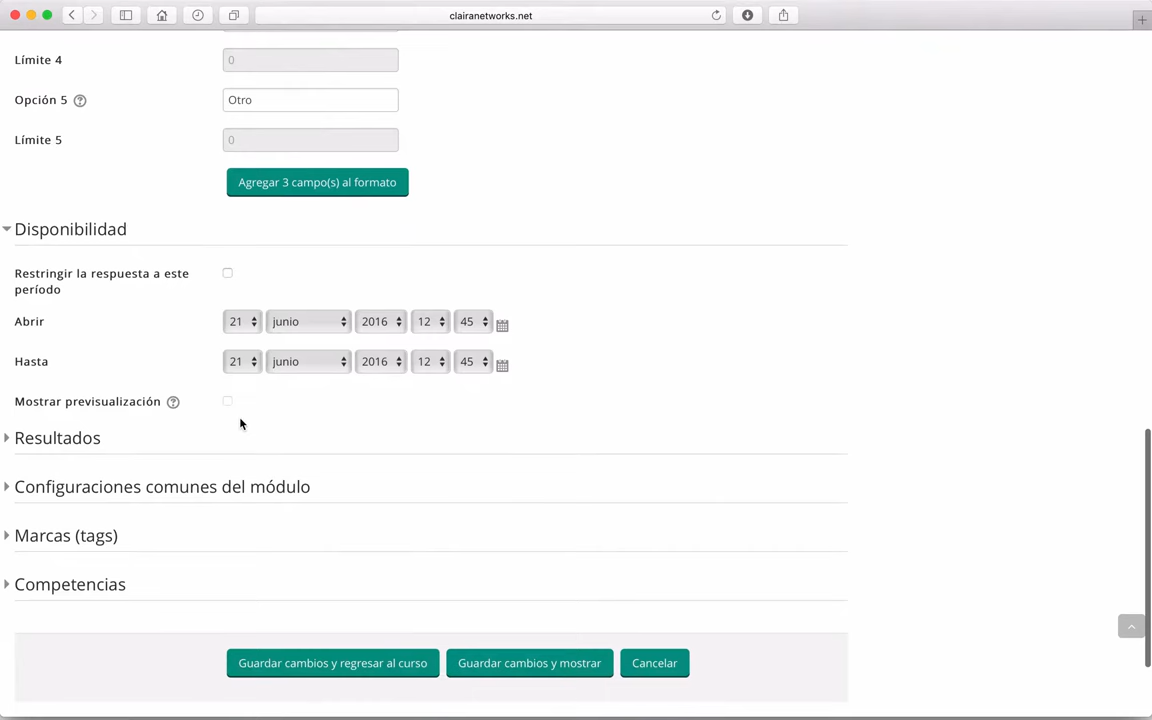 clairanetworks.net
Límite 4
0
Opción 5
Otro
Límite 5
0
Agregar 3 campo(s) al formato
Disponibilidad
Restringir la respuesta a este
período
Abrir 21 junio 2016 12 45
Hasta 21 junio 2016 12 45
Mostrar previsualización
Resultados
Configuraciones comunes del módulo
Marcas (tags)
Competencias
Guardar cambios y regresar al curso Guardar cambios y mostrar Cancelar